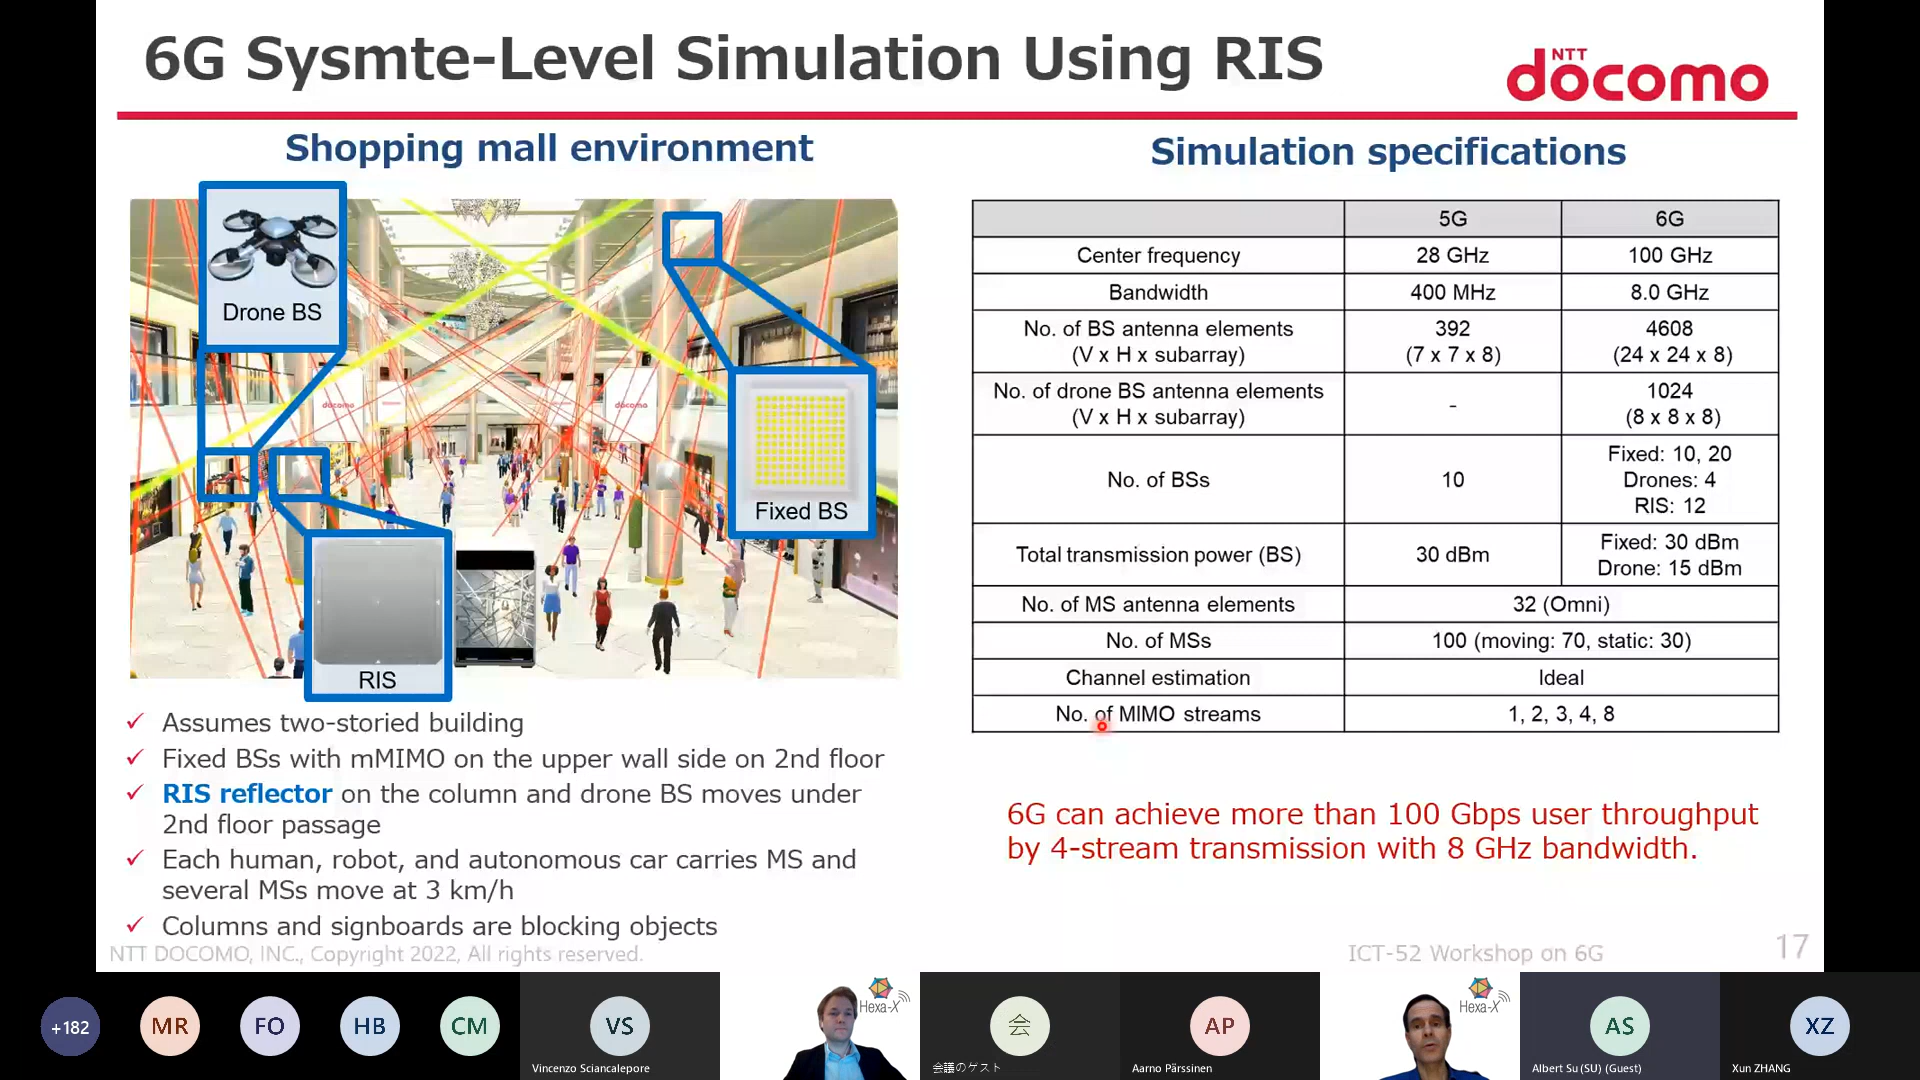 6G Sysmte-Level Simulation Using RIS
NTT
docomo
Shopping mall environment
Simulation specifications
Drone BS
docomo
docomo
Fixed BS
RIS
5G 6G
Center frequency 28 GHz 100 GHz
Bandwidth 400 MHz 8.0 GHz
No. of BS antenna elements
(V x H x subarray) 392
(7 x 7 x 8) 4608
(24 x 24 x 8)
No. of drone BS antenna elements
(V x H x subarray) - 1024
(8 x 8 x 8)
No. of BSs 10 Fixed: 10, 20
Drones: 4
RIS: 12
Total transmission power (BS) 30 dBm Fixed: 30 dBm
Drone: 15 dBm
No. of MS antenna elements 32 (Omni)
No. of MSs 100 (moving: 70, static: 30)
Channel estimation Ideal
No. of MIMO streams 1, 2, 3, 4, 8
✓ Assumes two-storied building
✓ Fixed BSs with mMIMO on the upper wall side on 2nd floor
✓ RIS reflector on the column and drone BS moves under
2nd floor passage
✓ Each human, robot, and autonomous car carries MS and
several MSs move at 3 km/h
✓ Columns and signboards are blocking objects
6G can achieve more than 100 Gbps user throughput
by 4-stream transmission with 8 GHz bandwidth.
NTT DOCOMO, INC., Copyright 2022, All rights reserved.
ICT-52 Workshop on 6G
17
+182
MR
FO
HB
CM
VS
Vincenzo Sciancalepore
Hexa-X
会
会議のゲスト
AP
Aarno Pärssinen
Hexa-X
AS
Albert Su (SU) (Guest)
XZ
Xun ZHANG